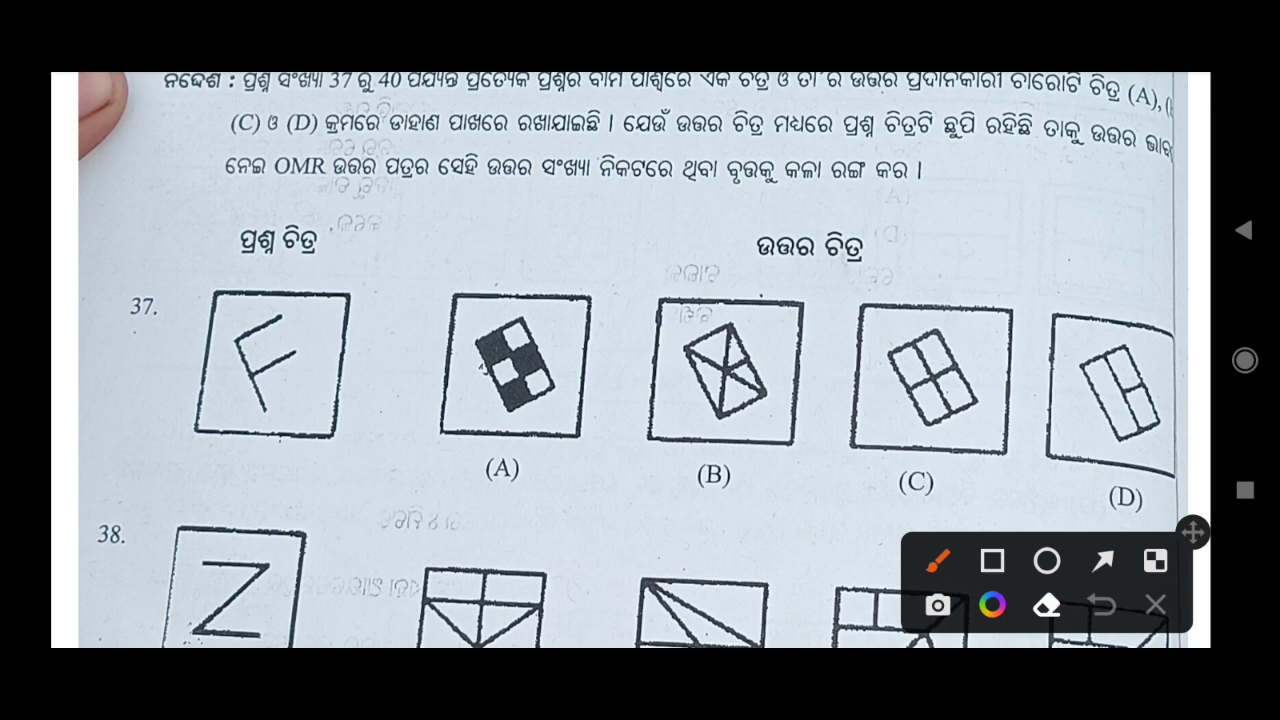 ନଦ୍ଦେଶ : ପ୍ରଶ୍ନ ସଂଖ୍ୟା 37 ରୁ 40 ପର୍ଯ୍ୟନ୍ତ ପ୍ରତ୍ୟେକ ପ୍ରଶ୍ନର ବାମ ପାର୍ଶ୍ୱରେ ଏକ ଚିତ୍ର ଓ ତା'ର ଉତ୍ତର ପ୍ରଦାନକାରୀ ଚାରୋଟି ଚିତ୍ର (A),
(C) ଓ (D) କ୍ରମରେ ଡାହାଣ ପାଖରେ ରଖାଯାଇଛି । ଯେଉଁ ଉତ୍ତର ଚିତ୍ର ମଧ୍ୟରେ ପ୍ରଶ୍ନ ଚିତ୍ରଟି ଛୁପି ରହିଛି ତାକୁ ଉତ୍ତର
ନେଇ OMR ଉତ୍ତର ପତ୍ରର ସେହି ଉତ୍ତର ସଂଖ୍ୟା ନିକଟରେ ଥିବା ବୃତ୍ତକୁ କଳା ରଙ୍ଗ କର ।
ପ୍ରଶ୍ନ ଚିତ୍ର ଉତ୍ତର ଚିତ୍ର
37.
(A) (B) (C) (D)
38.